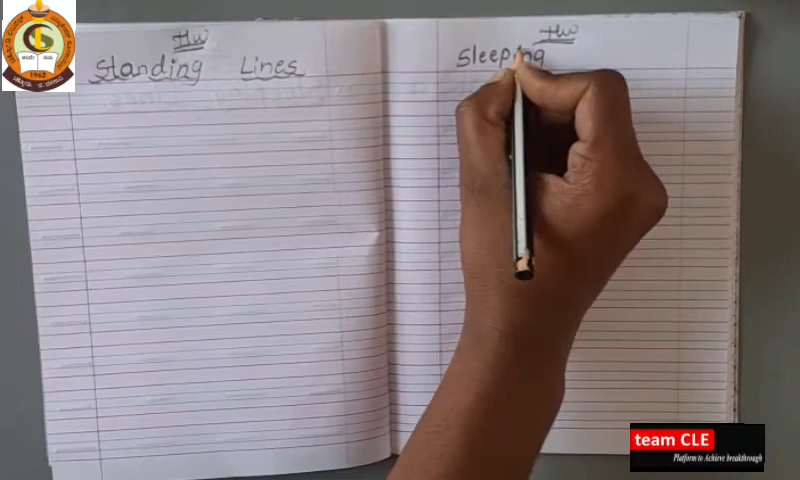 HW
Standing Lines
HW
Sleeping
1962
team CLE
Platform to Achieve breakthrough